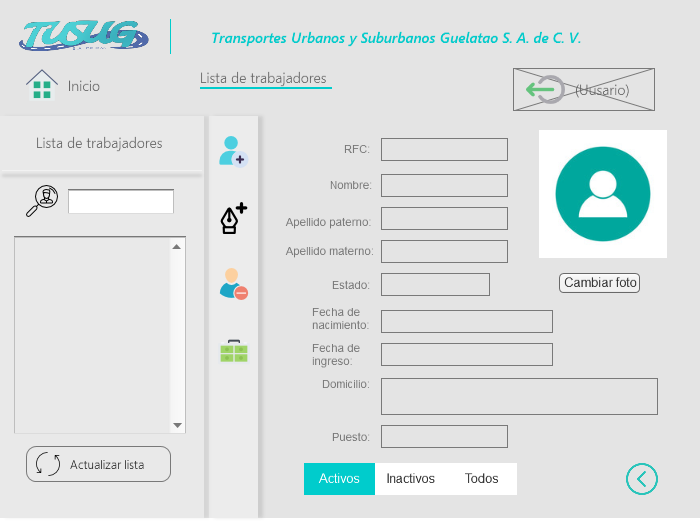 TUSUG
Transportes Urbanos y Suburbanos Guelatao S. A. de C. V.
Inicio
Lista de trabajadores
(Uusario)
Lista de trabajadores
Actualizar lista
RFC:
Nombre:
Apellido paterno:
Apellido materno:
Estado:
Fecha de
nacimiento:
Fecha de
ingreso:
Domicilio:
Puesto:
Cambiar foto
Activos
Inactivos
Todos